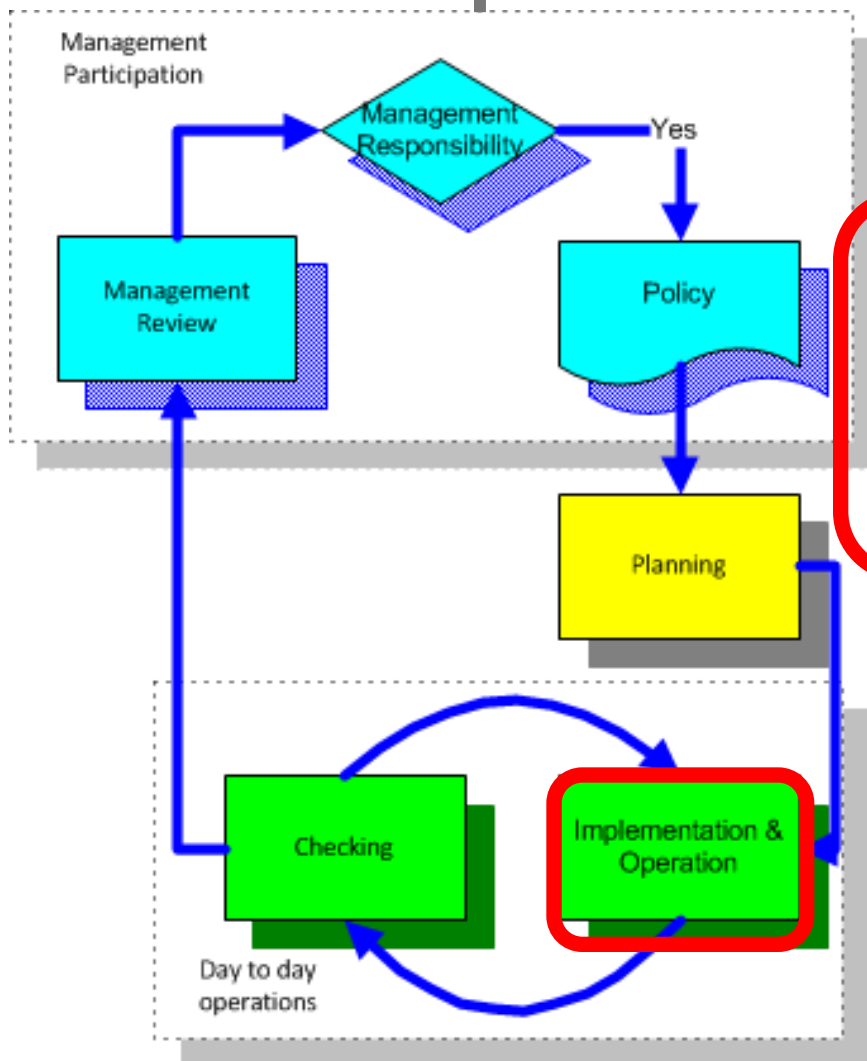 Management
Participation
Management
Responsibility
Yes
Management
Review
Policy
Planning
Checking
Implementation &
Operation
Day to day
operations